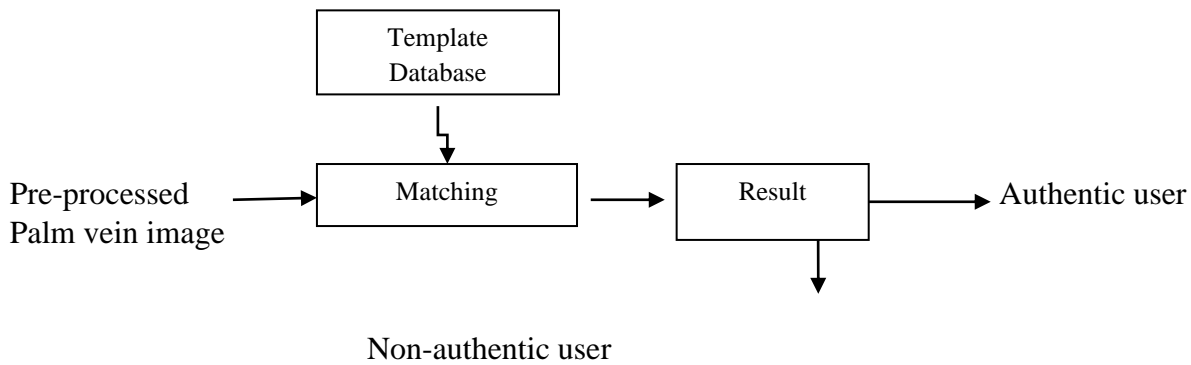 Template
Database
Pre-processed
Palm vein image
Matching
Result
Authentic user
Non-authentic user